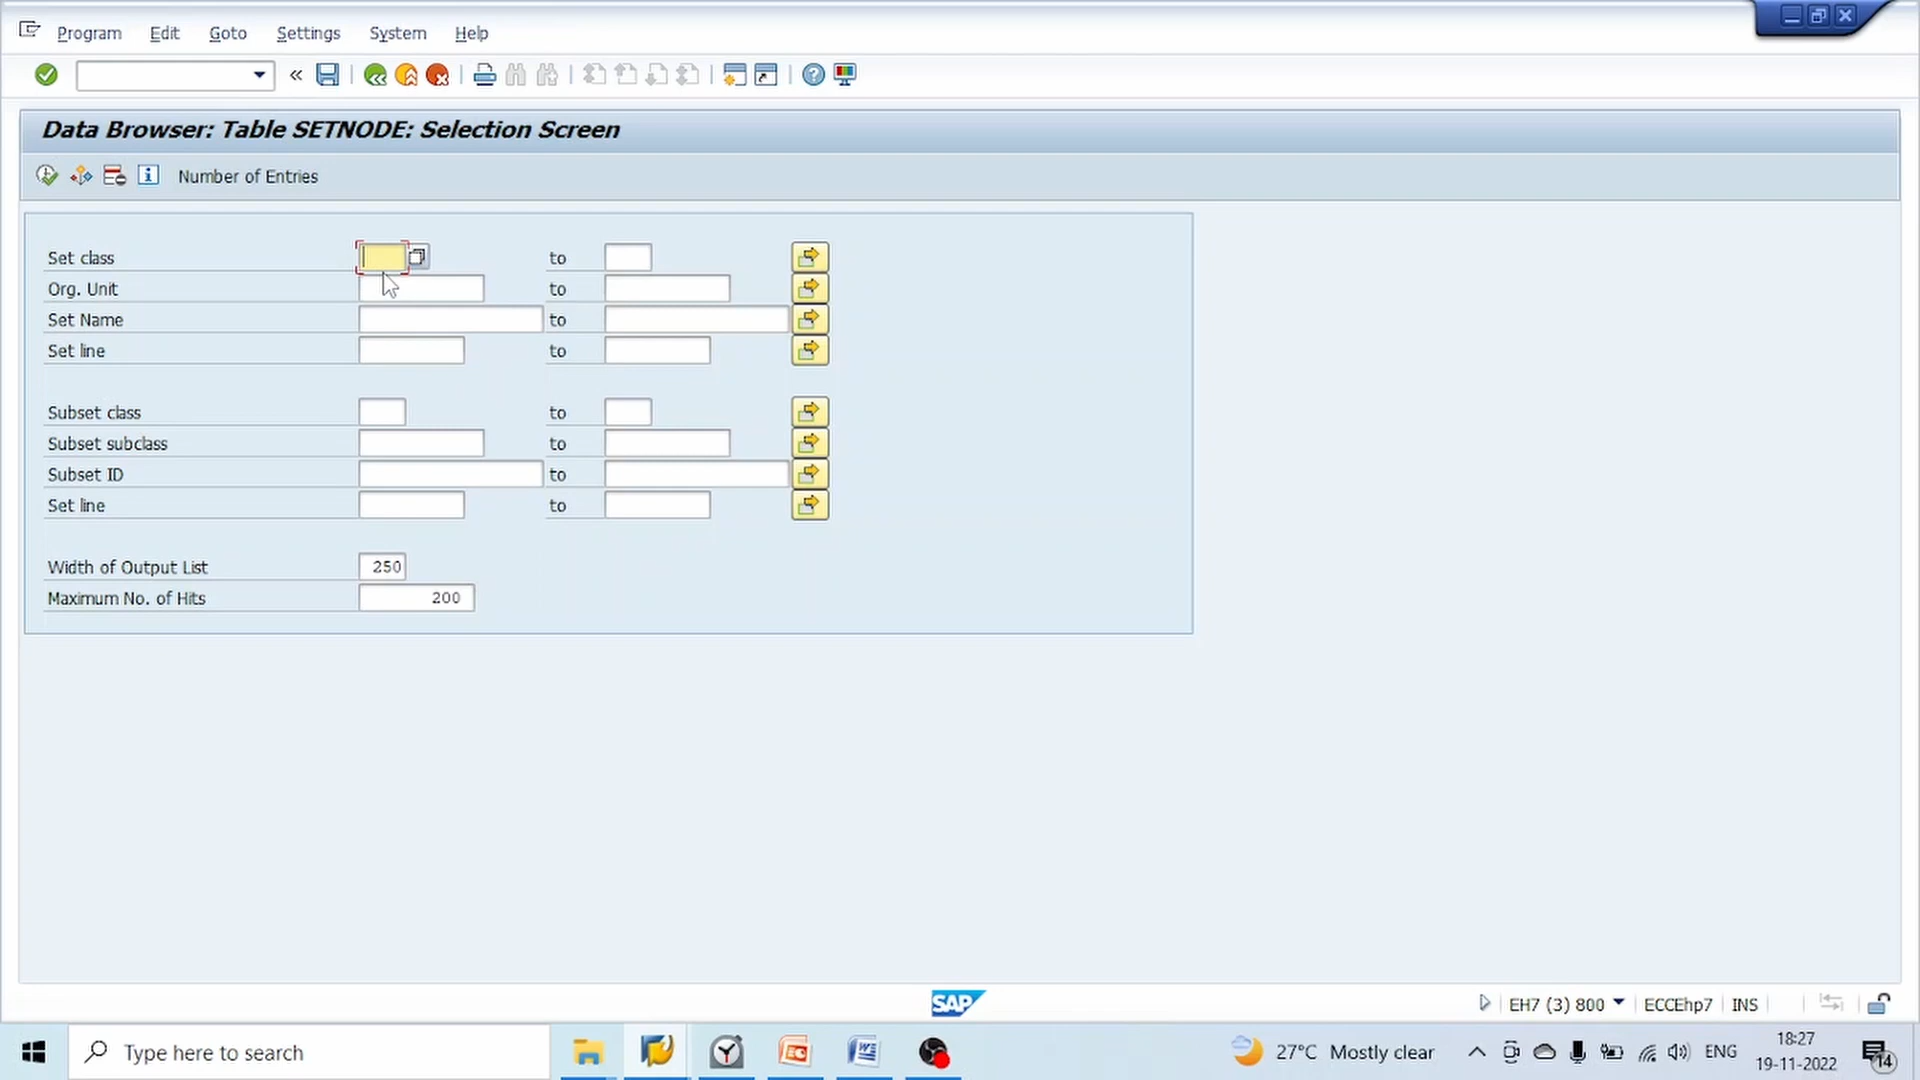 Program Edit Goto Settings System Help
Data Browser: Table SETNODE: Selection Screen
Number of Entries
Set class to
Org. Unit to
Set Name to
Set line to
Subset class to
Subset subclass to
Subset ID to
Set line to
Width of Output List 250
Maximum No. of Hits 200
SAP EH7 (3) 800 ECCEhp7 INS
Type here to search 27°C Mostly clear ENG 18:27
19-11-2022 14